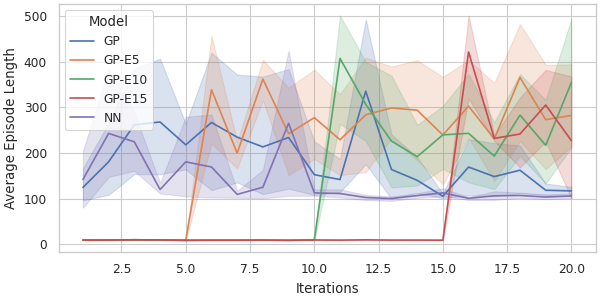 Model
GP
GP-E5
GP-E10
GP-E15
NN
Average Episode Length
500
400
300
200
100
0
2.5 5.0 7.5 10.0 12.5 15.0 17.5 20.0
Iterations